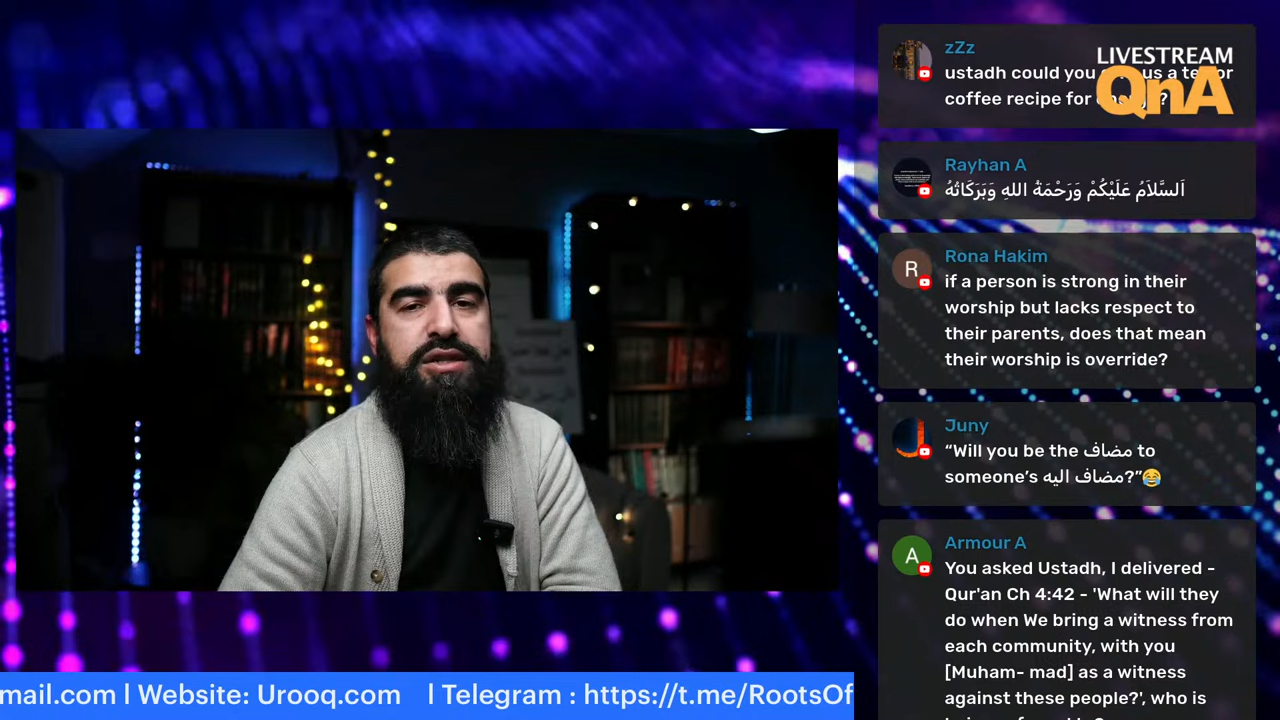 zZz
ustadh could you
coffee recipe for
LIVESTREAM
QnA
Rayhan A
اَلسَّلاَمُ عَلَيْكُمْ وَرَحْمَةُ اللهِ وَبَرَكَاتُهُ
R
Rona Hakim
if a person is strong in their
worship but lacks respect to
their parents, does that mean
their worship is override?
Juny
“Will you be the مضاف to
someone’s مضاف اليه?”😂
A
Armour A
You asked Ustadh, I delivered -
Qur'an Ch 4:42 - 'What will they
do when We bring a witness from
each community, with you
[Muham- mad] as a witness
against these people?', who is
mail.com | Website: Urooq.com | Telegram : https://t.me/RootsOf